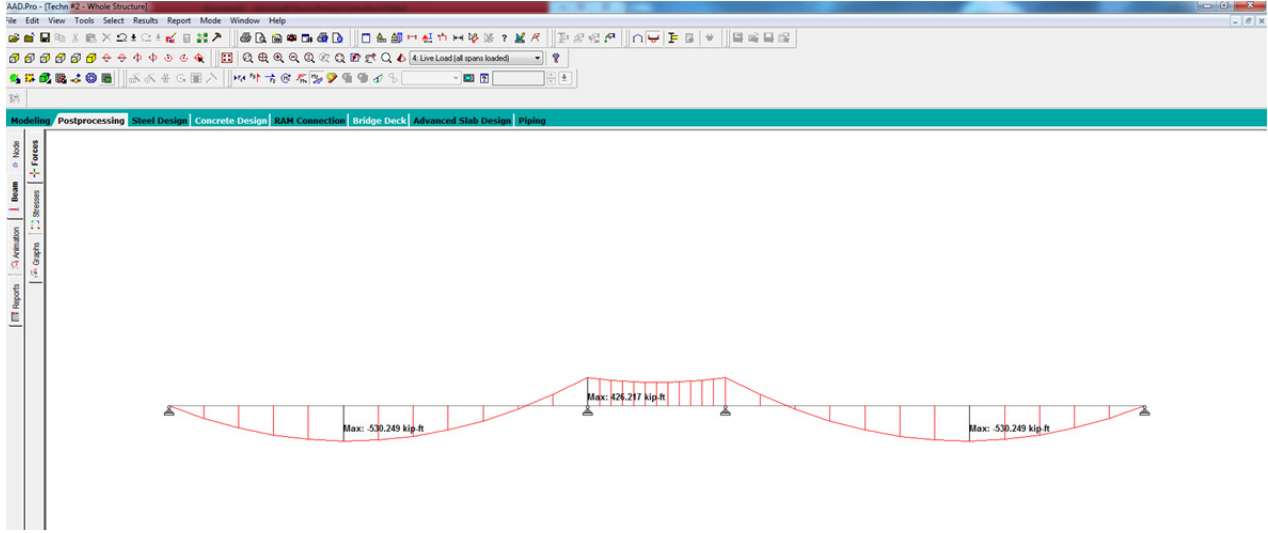 AAD.Pro - [Techn #2 - Whole Structure]
File Edit View Tools Select Results Report Mode Window Help
4: Live Load (all spans loaded)
Modeling Postprocessing Steel Design Concrete Design RAM Connection Bridge Deck Advanced Slab Design Piping
Node
Beam
Animation
Reports
Forces
Stresses
Graphs
Max: 426.217 kip-ft
Max: -530.249 kip-ft
Max: -530.249 kip-ft